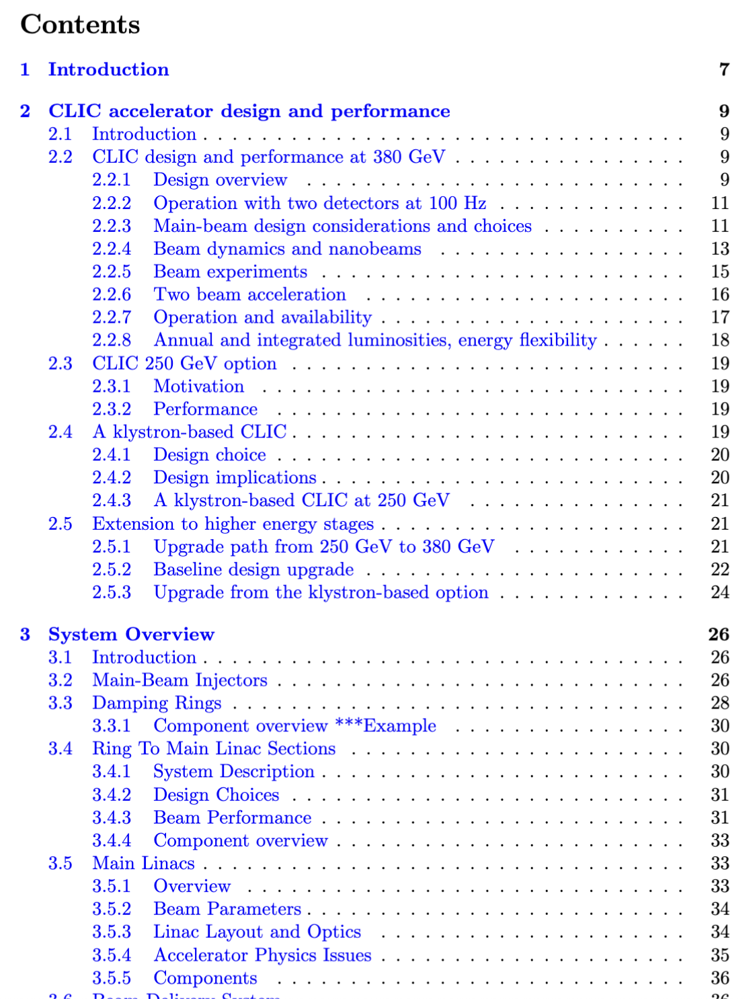 Contents
1 Introduction 7
2 CLIC accelerator design and performance 9
2.1 Introduction . . . . . . . . . . . . . . . . . . . . . . . . . . . . . . . . . 9
2.2 CLIC design and performance at 380 GeV . . . . . . . . . . . . . . . . 9
2.2.1 Design overview . . . . . . . . . . . . . . . . . . . . . . . . . . 9
2.2.2 Operation with two detectors at 100 Hz . . . . . . . . . . . . . 11
2.2.3 Main-beam design considerations and choices . . . . . . . . . . 11
2.2.4 Beam dynamics and nanobeams . . . . . . . . . . . . . . . . . 13
2.2.5 Beam experiments . . . . . . . . . . . . . . . . . . . . . . . . . 15
2.2.6 Two beam acceleration . . . . . . . . . . . . . . . . . . . . . . 16
2.2.7 Operation and availability . . . . . . . . . . . . . . . . . . . . . 17
2.2.8 Annual and integrated luminosities, energy flexibility . . . . . . 18
2.3 CLIC 250 GeV option . . . . . . . . . . . . . . . . . . . . . . . . . . . 19
2.3.1 Motivation . . . . . . . . . . . . . . . . . . . . . . . . . . . . . 19
2.3.2 Performance . . . . . . . . . . . . . . . . . . . . . . . . . . . . 19
2.4 A klystron-based CLIC . . . . . . . . . . . . . . . . . . . . . . . . . . . 19
2.4.1 Design choice . . . . . . . . . . . . . . . . . . . . . . . . . . . . 20
2.4.2 Design implications . . . . . . . . . . . . . . . . . . . . . . . . . 20
2.4.3 A klystron-based CLIC at 250 GeV . . . . . . . . . . . . . . . 21
2.5 Extension to higher energy stages . . . . . . . . . . . . . . . . . . . . . 21
2.5.1 Upgrade path from 250 GeV to 380 GeV . . . . . . . . . . . . 21
2.5.2 Baseline design upgrade . . . . . . . . . . . . . . . . . . . . . . 22
2.5.3 Upgrade from the klystron-based option . . . . . . . . . . . . . 24
3 System Overview 26
3.1 Introduction . . . . . . . . . . . . . . . . . . . . . . . . . . . . . . . . . 26
3.2 Main-Beam Injectors . . . . . . . . . . . . . . . . . . . . . . . . . . . . 26
3.3 Damping Rings . . . . . . . . . . . . . . . . . . . . . . . . . . . . . . . 28
3.3.1 Component overview ***Example . . . . . . . . . . . . . . . . 30
3.4 Ring To Main Linac Sections . . . . . . . . . . . . . . . . . . . . . . . 30
3.4.1 System Description . . . . . . . . . . . . . . . . . . . . . . . . . 30
3.4.2 Design Choices . . . . . . . . . . . . . . . . . . . . . . . . . . . 31
3.4.3 Beam Performance . . . . . . . . . . . . . . . . . . . . . . . . . 31
3.4.4 Component overview . . . . . . . . . . . . . . . . . . . . . . . . 33
3.5 Main Linacs . . . . . . . . . . . . . . . . . . . . . . . . . . . . . . . . . 33
3.5.1 Overview . . . . . . . . . . . . . . . . . . . . . . . . . . . . . . 33
3.5.2 Beam Parameters . . . . . . . . . . . . . . . . . . . . . . . . . . 34
3.5.3 Linac Layout and Optics . . . . . . . . . . . . . . . . . . . . . 34
3.5.4 Accelerator Physics Issues . . . . . . . . . . . . . . . . . . . . . 35
3.5.5 Components . . . . . . . . . . . . . . . . . . . . . . . . . . . . 36
3.6 Beam Delivery System 36